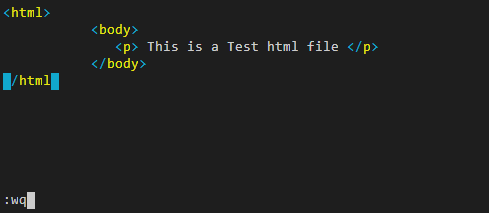 <html>
<body>
<p> This is a Test html file </p>
</body>
</html>
:wq